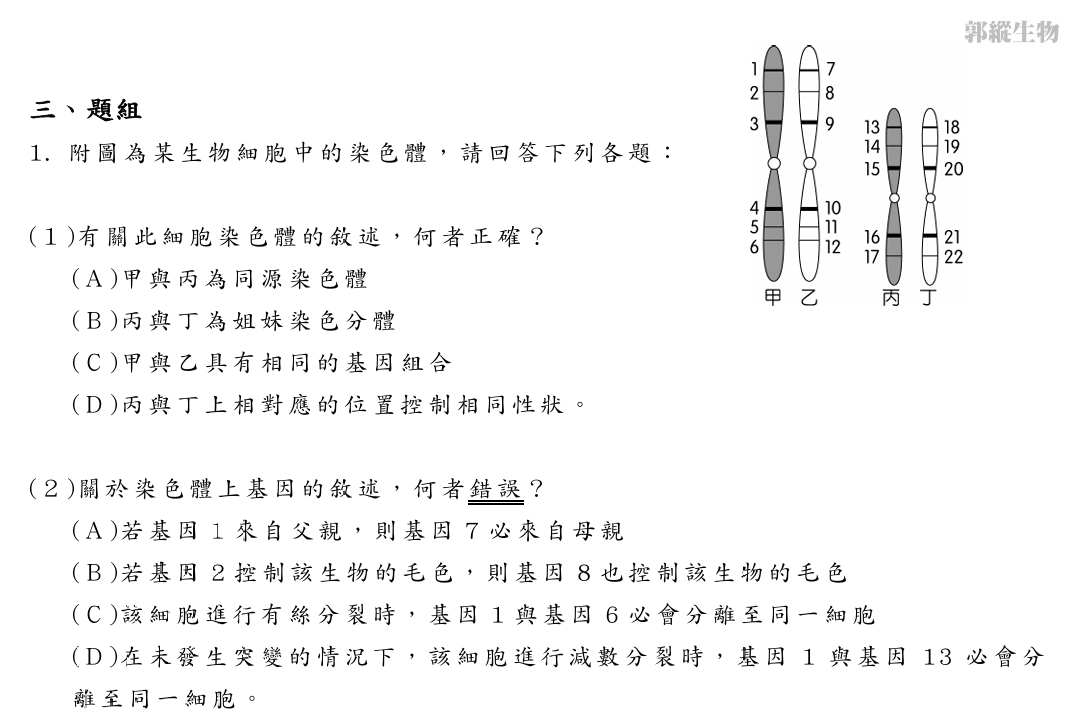 郭縱生物
三、題組
1. 附圖為某生物細胞中的染色體，請回答下列各題：
(1)有關此細胞染色體的敘述，何者正確？
(A)甲與丙為同源染色體
(B)丙與丁為姐妹染色分體
(C)甲與乙具有相同的基因組合
(D)丙與丁上相對應的位置控制相同性狀。
1 7
2 8
3 9
4 10
5 11
6 12
甲 乙
13 18
14 19
15 20
16 21
17 22
丙 丁
(2)關於染色體上基因的敘述，何者錯誤？
(A)若基因 1 來自父親，則基因 7 必來自母親
(B)若基因 2 控制該生物的毛色，則基因 8 也控制該生物的毛色
(C)該細胞進行有絲分裂時，基因 1 與基因 6 必會分離至同一細胞
(D)在未發生突變的情況下，該細胞進行減數分裂時，基因 1 與基因 13 必會分
離至同一細胞。